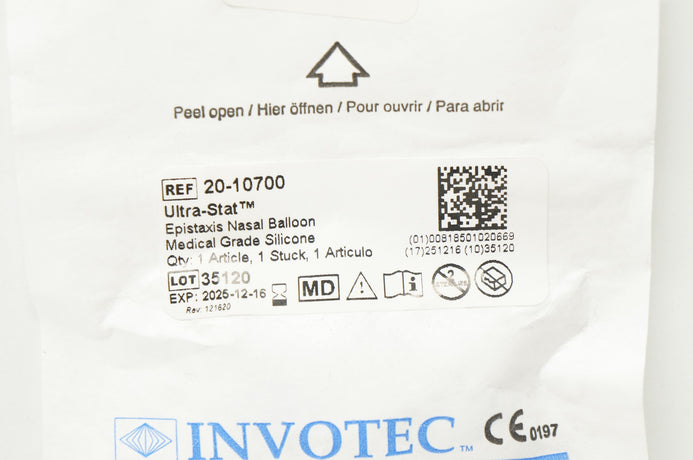 Peel open / Hier öffnen / Pour ouvrir / Para abrir
REF 20-10700
Ultra-Stat™
Epistaxis Nasal Balloon
Medical Grade Silicone
Qty: 1 Article, 1 Stuck, 1 Articulo
(01)00818501020669
(17)251216 (10)35120
LOT 35120
EXP: 2025-12-16
Rev. 121620
MD
INVOTEC™
CE 0197